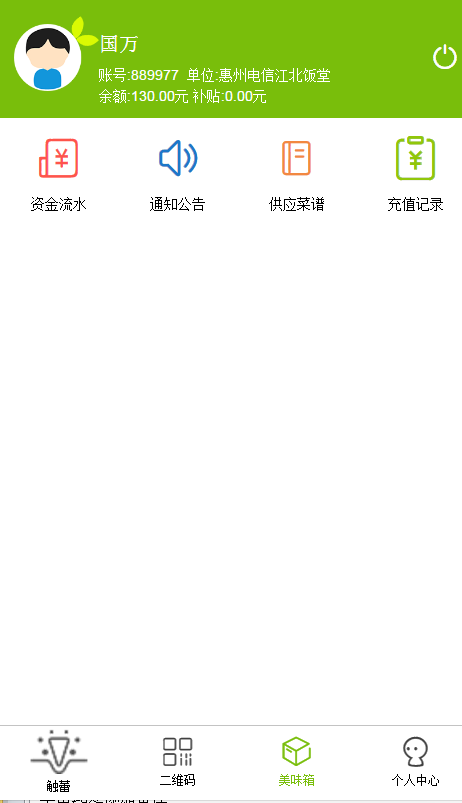 国万
账号:889977 单位:惠州电信江北饭堂
余额:130.00元 补贴:0.00元
资金流水 通知公告 供应菜谱 充值记录
触蕾 二维码 美味箱 个人中心